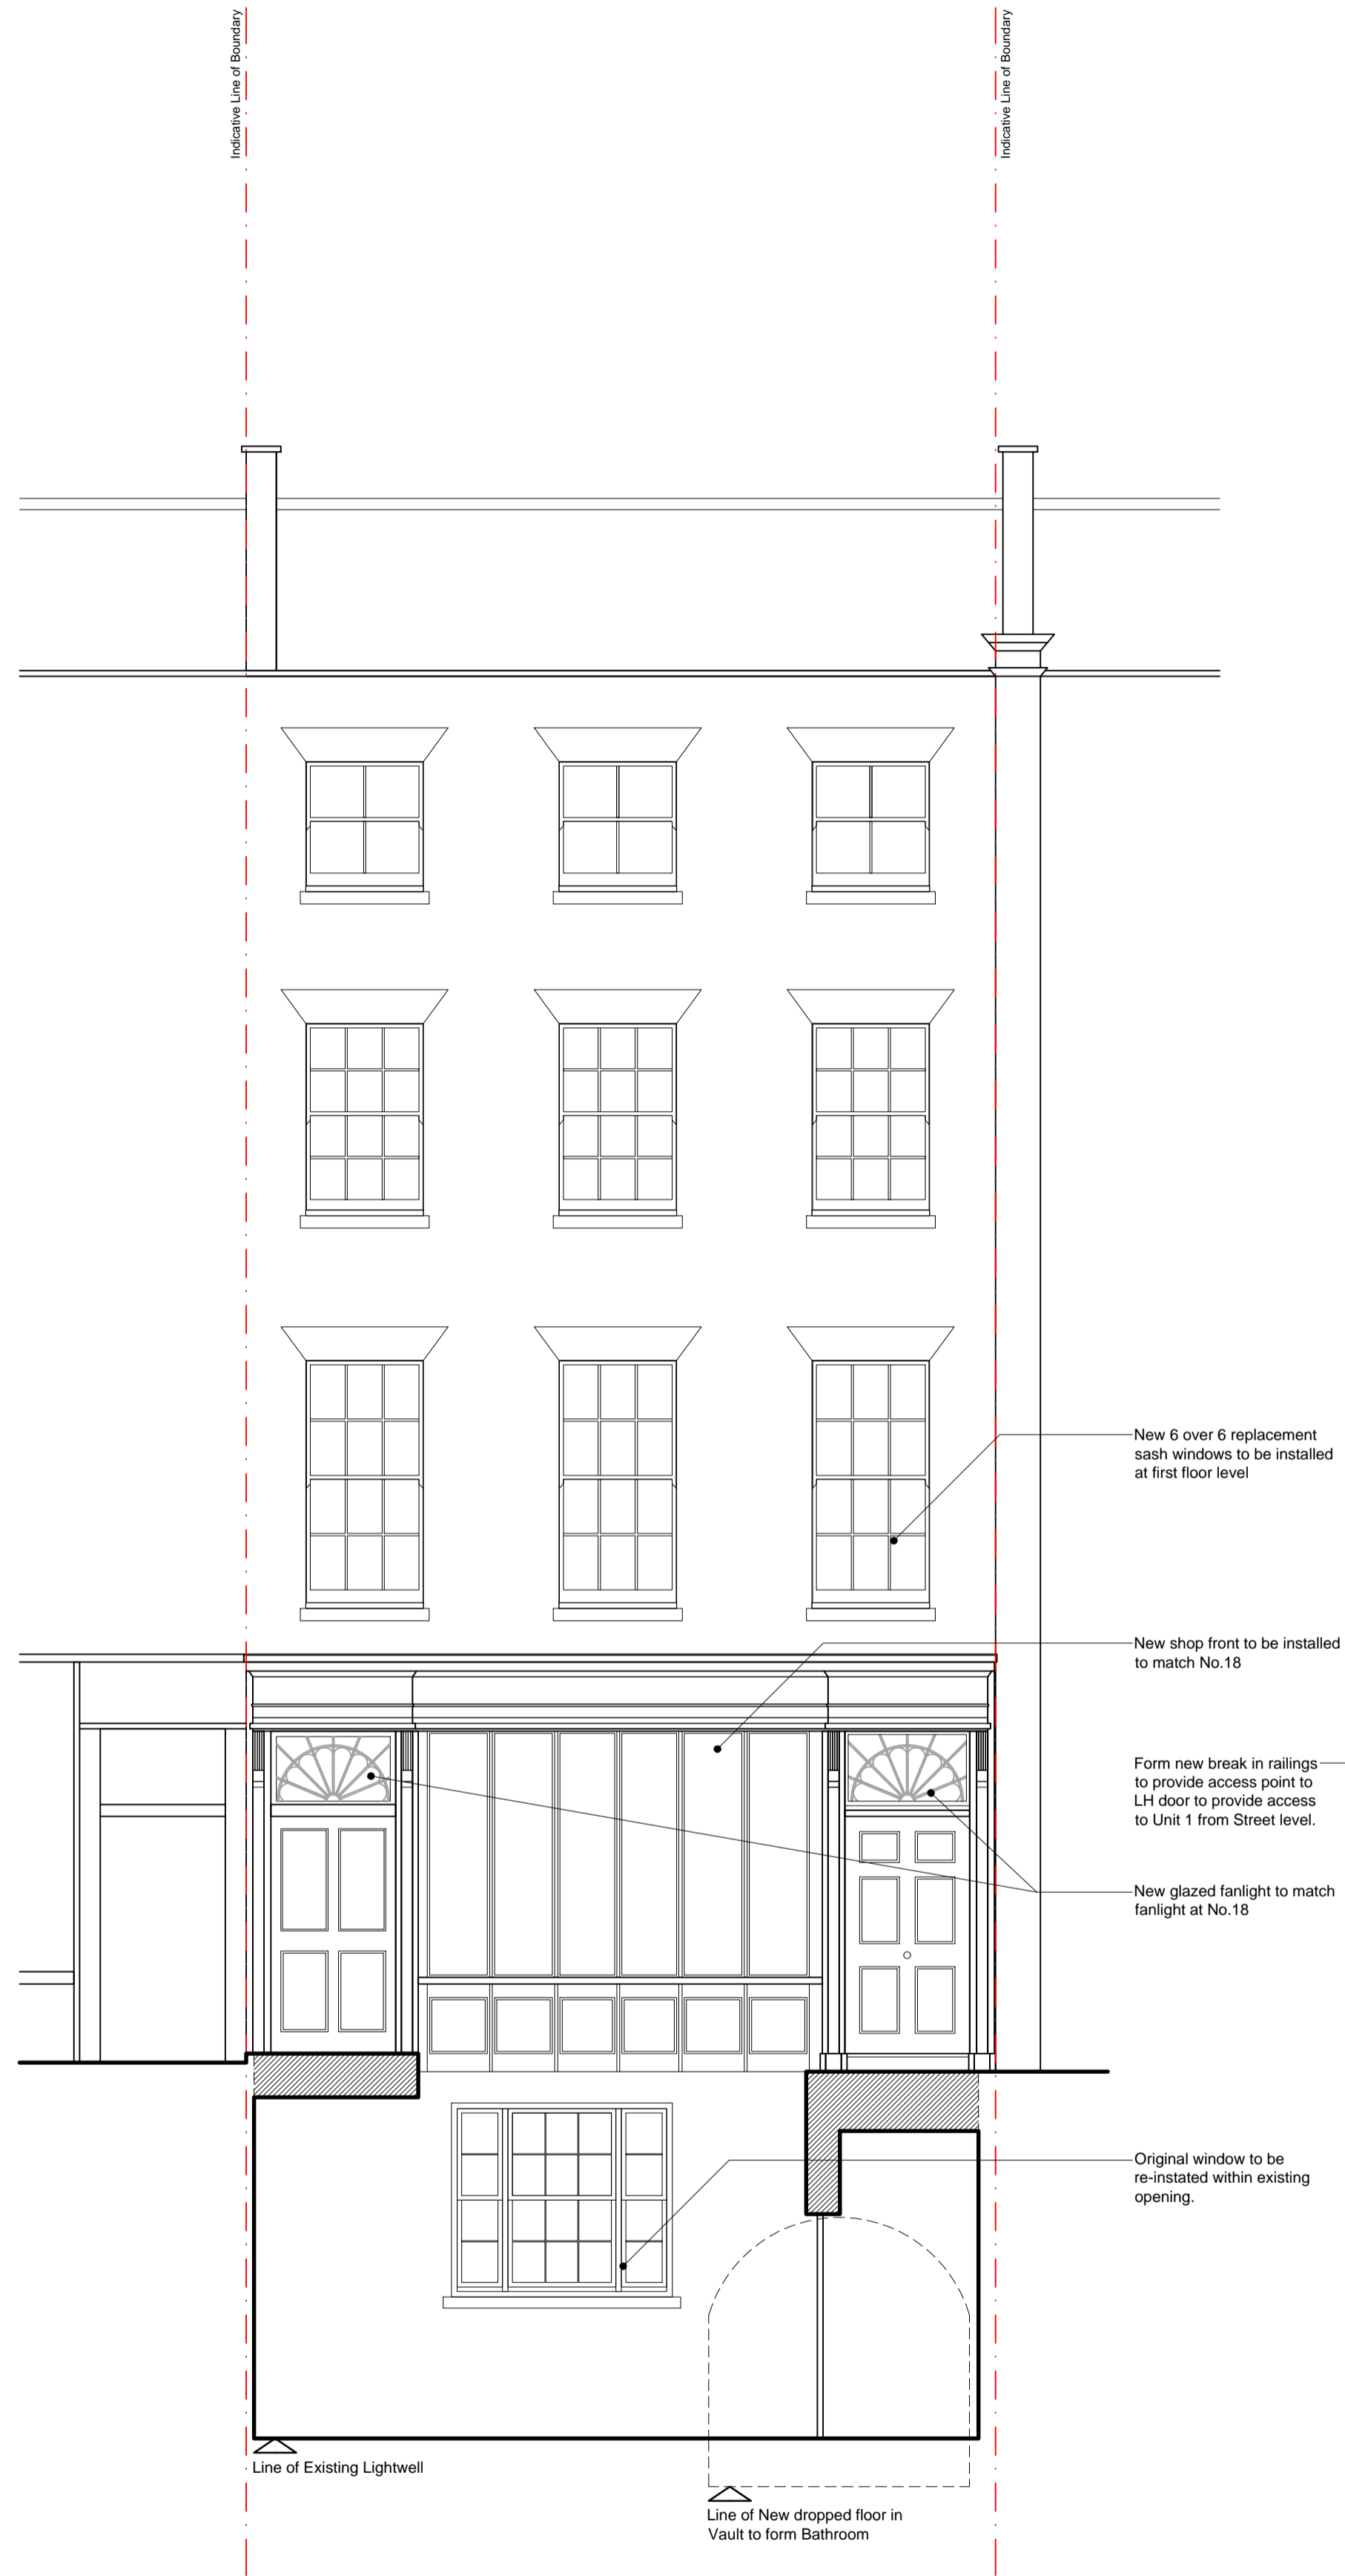 Indicative Line of Boundary
Indicative Line of Boundary
New 6 over 6 replacement
sash windows to be installed
at first floor level
New shop front to be installed
to match No.18
Form new break in railings
to provide access point to
LH door to provide access
to Unit 1 from Street level.
New glazed fanlight to match
fanlight at No.18
Original window to be
re-instated within existing
opening.
Line of Existing Lightwell
Line of New dropped floor in
Vault to form Bathroom